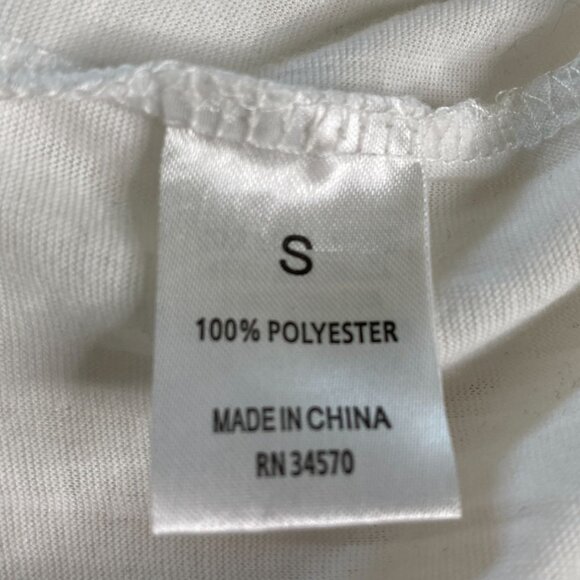 S
100% POLYESTER
MADE IN CHINA
RN 34570